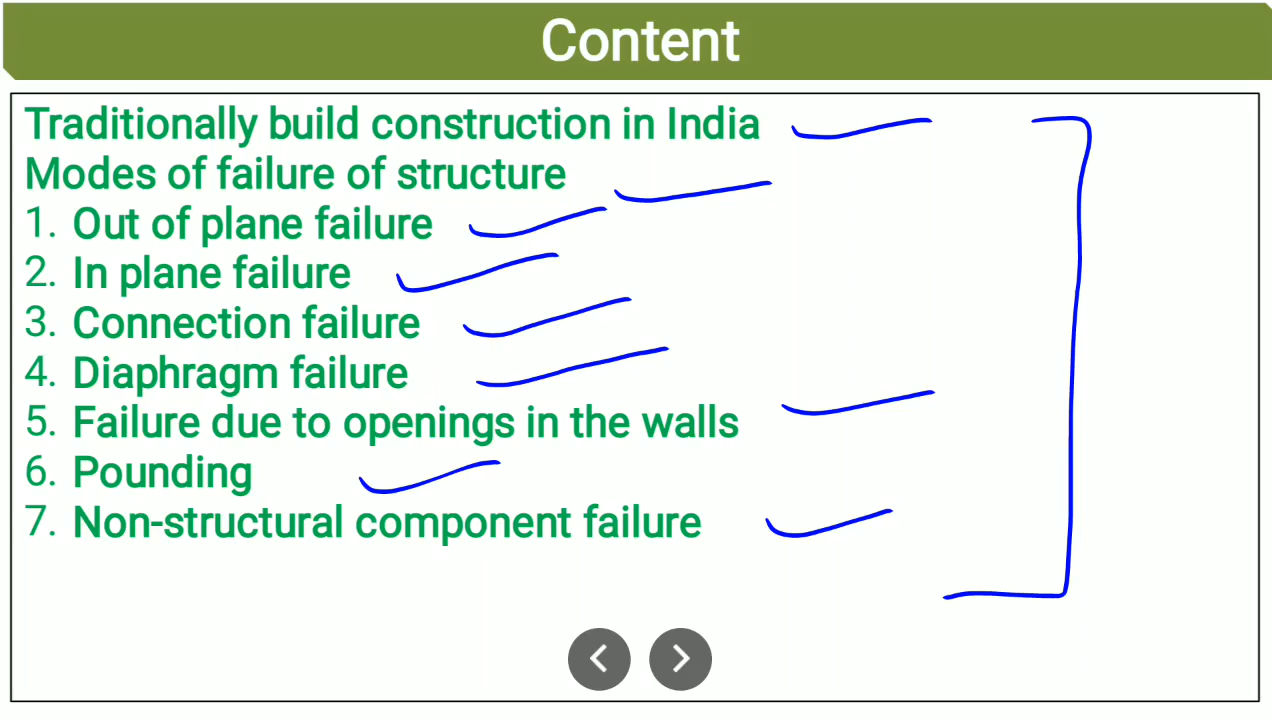 Content
Traditionally build construction in India
Modes of failure of structure
1. Out of plane failure
2. In plane failure
3. Connection failure
4. Diaphragm failure
5. Failure due to openings in the walls
6. Pounding
7. Non-structural component failure